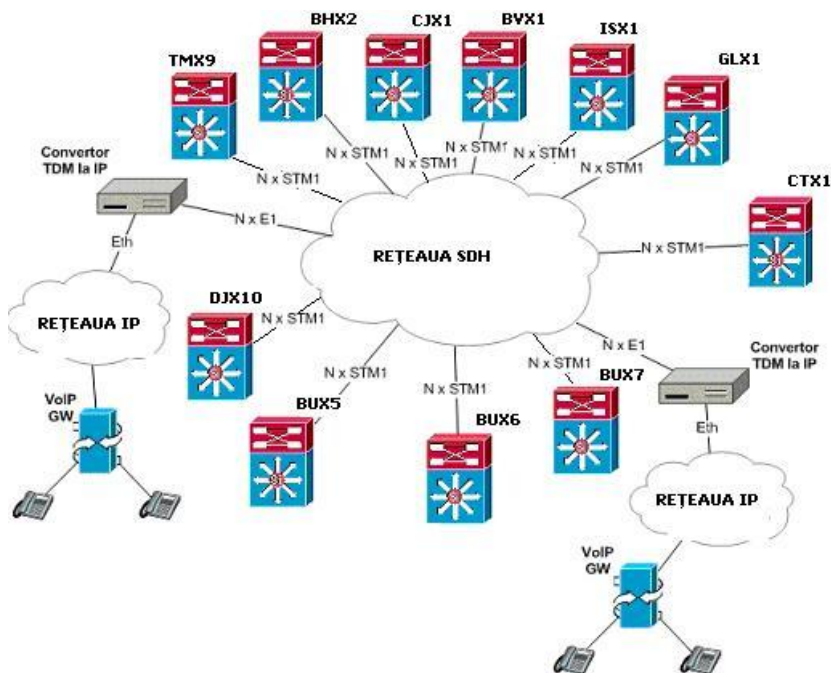 BHX2
CJX1
BVX1
ISX1
TMX9
GLX1
Convertor
TDM la IP
N x STM1
N x STM1
N x STM1
N x STM1
N x STM1
N x STM1
CTX1
N x E1
Eth
REȚEAUA SDH
N x STM1
REȚEAUA IP
DJX10
N x STM1
N x E1
Convertor
TDM la IP
N x STM1
N x STM1
N x STM1
VoIP
GW
BUX5
BUX6
BUX7
Eth
REȚEAUA IP
VoIP
GW